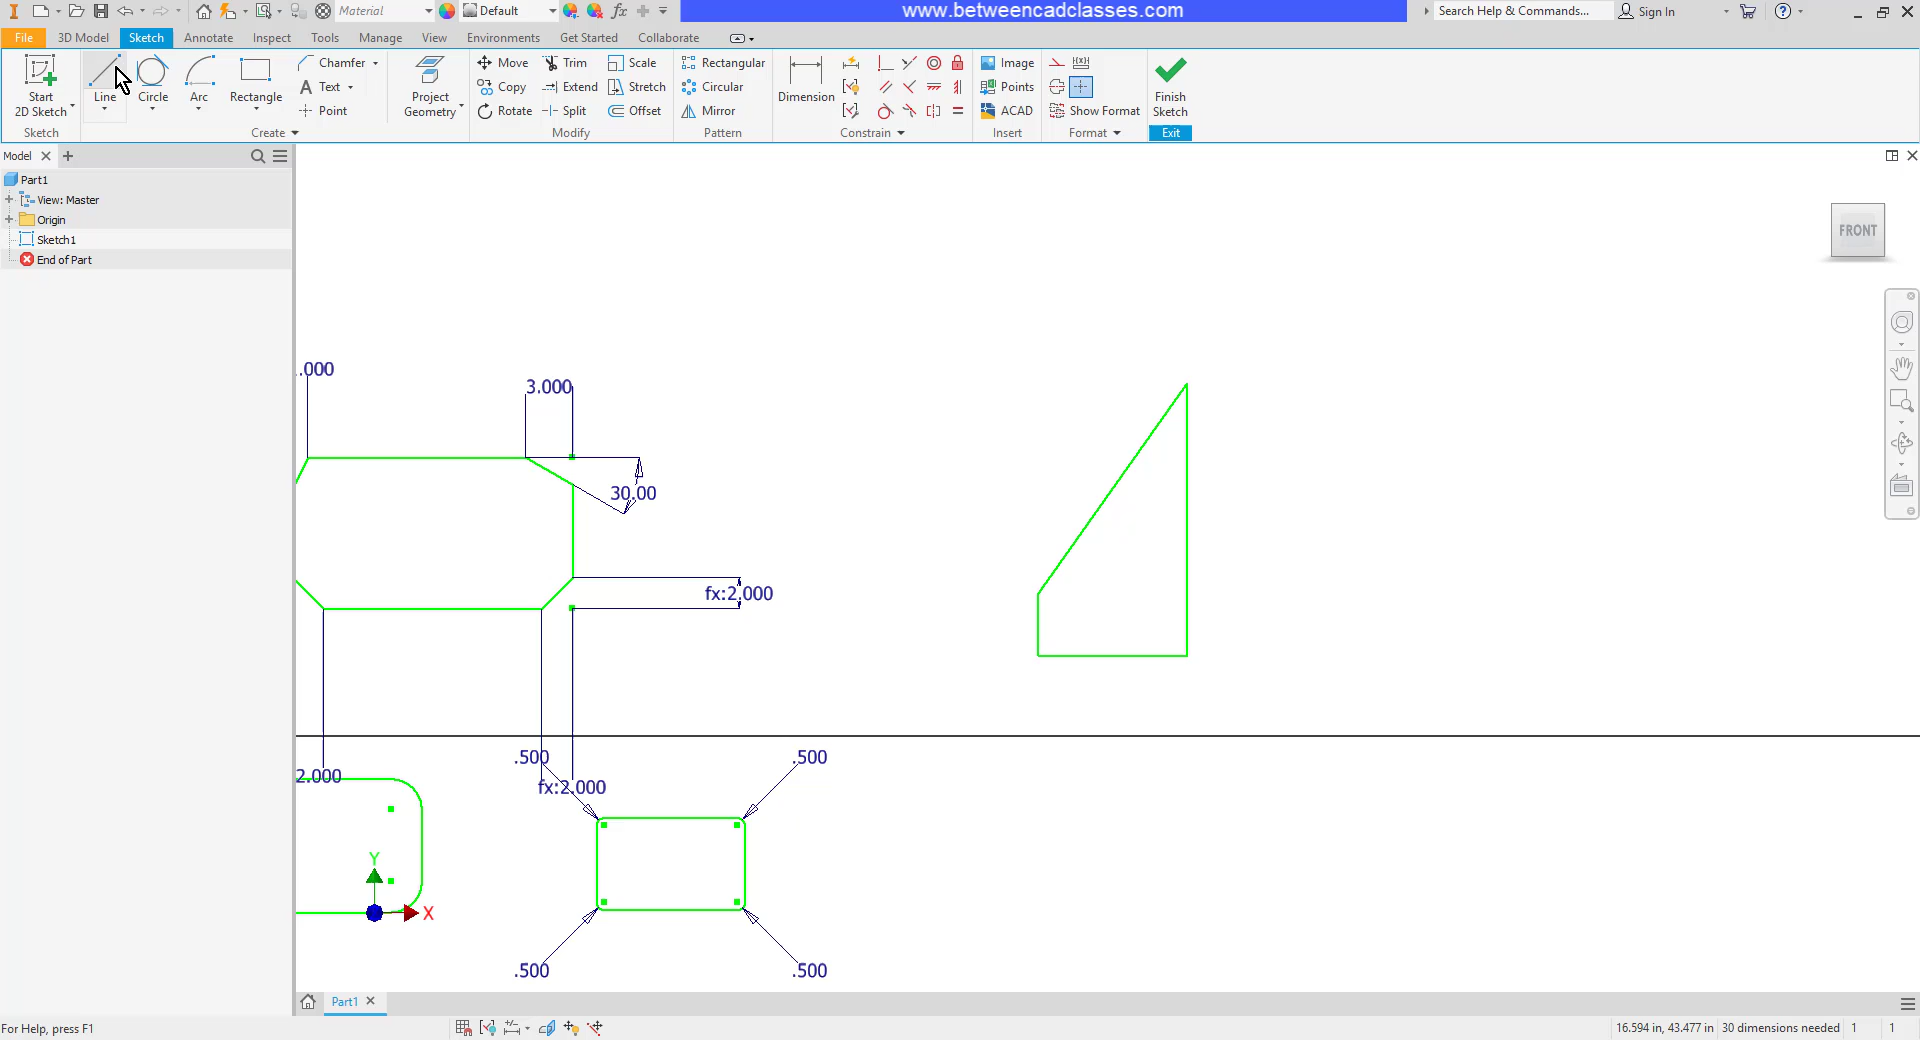 Material
Default
fx
www.betweencadclasses.com
Search Help & Commands...
Sign In
File
3D Model
Sketch
Annotate
Inspect
Tools
Manage
View
Environments
Get Started
Collaborate
Start
2D Sketch
Line
Circle
Arc
Rectangle
Chamfer
Text
Point
Project
Geometry
Move
Copy
Rotate
Trim
Extend
Split
Scale
Stretch
Offset
Rectangular
Circular
Mirror
Dimension
Image
Points
ACAD
Show Format
Finish
Sketch
Sketch
Create
Modify
Pattern
Constrain
Insert
Format
Exit
Model
Part1
View: Master
Origin
Sketch1
End of Part
FRONT
.000
3.000
30.00
fx:2.000
2.000
.500
.500
fx:2.000
Y
X
.500
.500
Part1
For Help, press F1
16.594 in, 43.477 in
30 dimensions needed
1
1